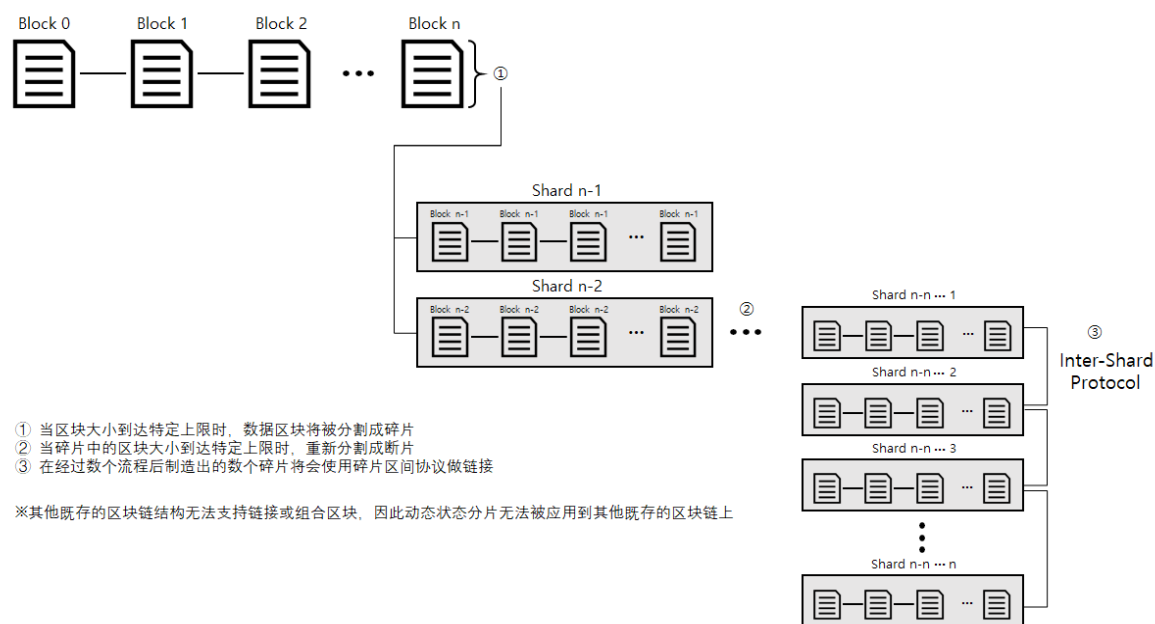 Block 0 Block 1 Block 2 Block n
①
Shard n-1
Block n-1 Block n-1 Block n-1 Block n-1
Shard n-2
Block n-2 Block n-2 Block n-2 Block n-2
②
Shard n-n ··· 1
③
Inter-Shard
Protocol
Shard n-n ··· 2
Shard n-n ··· 3
Shard n-n ··· n
① 当区块大小到达特定上限时，数据区块将被分割成碎片
② 当碎片中的区块大小到达特定上限时，重新分割成断片
③ 在经过数个流程后制造出的数个碎片将会使用碎片区间协议做链接
※其他既存的区块链结构无法支持链接或组合区块，因此动态状态分片无法被应用到其他既存的区块链上